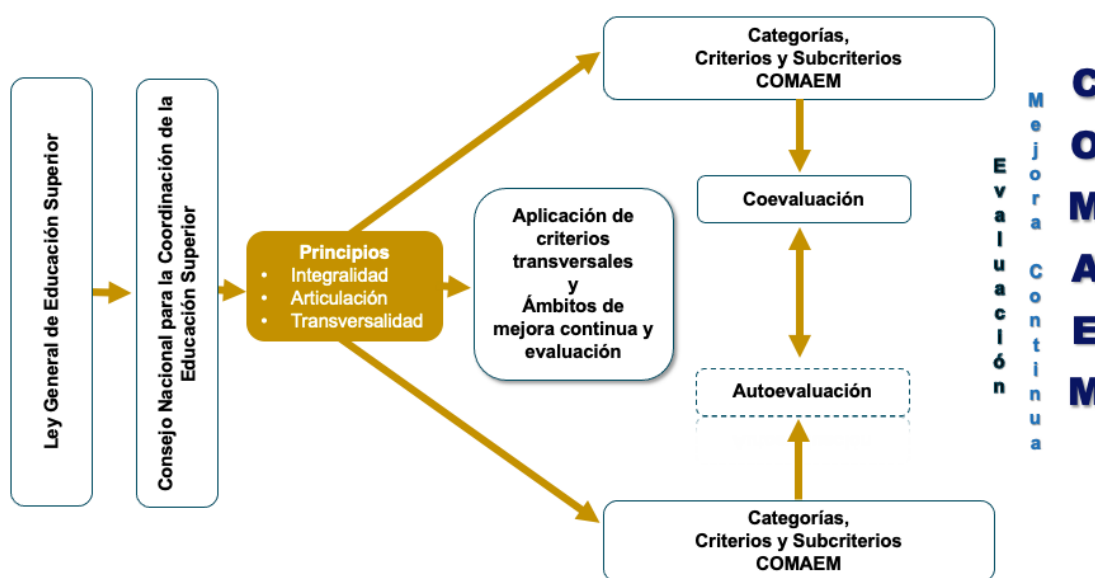 Ley General de Educación Superior
Consejo Nacional para la Coordinación de la
Educación Superior
Principios
• Integralidad
• Articulación
• Transversalidad
Categorías,
Criterios y Subcriterios
COMAEM
Aplicación de
criterios
transversales
y
Ámbitos de
mejora continua y
evaluación
Coevaluación
Autoevaluación
Categorías,
Criterios y Subcriterios
COMAEM
Evaluación
Mejora Continua
COMAEM